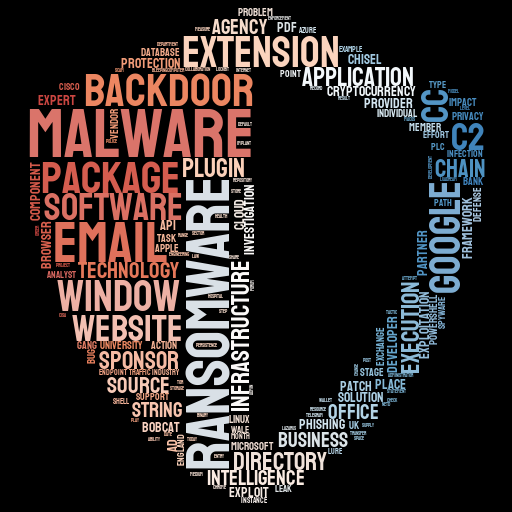 PROBLEM
AGENCY
PDF
AZURE
EXTENSION
EXAMPLE
DATABASE
CHISEL
PROTECTION
POINT
APPLICATION
CISCO
BACKDOOR
CRYPTOCURRENCY
TYPE
EXPERT
PROVIDER
CC
IMPACT
INDIVIDUAL
PRIVACY
VENDOR
MALWARE
MEMBER
EFFORT
C2
PLC
INFECTION
COMPONENT
PACKAGE
PLUGIN
CHAIN
BANK
RANSOMWARE
GOOGLE
SOFTWARE
PATH
DEFENSE
CLOUD
INVESTIGATION
FRAMEWORK
BROWSER
EMAIL
API
TASK
APPLE
PARTNER
ANALYST
TECHNOLOGY
INFRASTRUCTURE
WINDOW
EXECUTION
EXPLOITATION
POWERSHELL
SPYWARE
WEBSITE
DEVELOPER
EXCHANGE
GANG
UNIVERSITY
ACTION
BUG
SPONSOR
ENDPOINT
TRAFFIC
INDUSTRY
STAGE
SOURCE
PATCH
PLACE
SUPPORT
SOLUTION
SHELL
STRING
OFFICE
LINUX
BOBCAT
PHISHING
UK
WALE
MONTH
BUSINESS
AD
ENGLAND
MICROSOFT
LURE
DIRECTORY
INTELLIGENCE
EXPLOIT
LEAK
INSTANCE